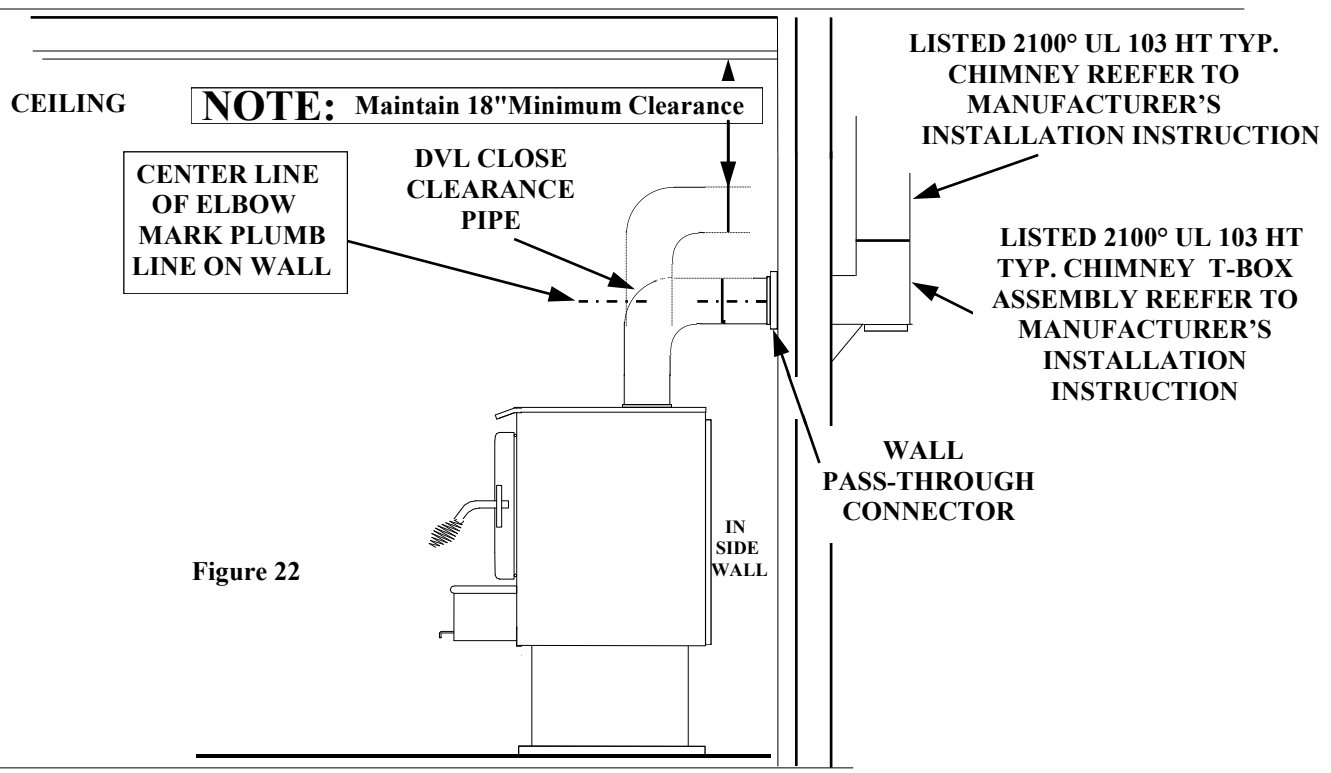 LISTED 2100° UL 103 HT TYP.
CHIMNEY REEFER TO
MANUFACTURER’S
INSTALLATION INSTRUCTION
CEILING
NOTE: Maintain 18"Minimum Clearance
DVL CLOSE
CLEARANCE
PIPE
CENTER LINE
OF ELBOW
MARK PLUMB
LINE ON WALL
LISTED 2100° UL 103 HT
TYP. CHIMNEY T-BOX
ASSEMBLY REEFER TO
MANUFACTURER’S
INSTALLATION
INSTRUCTION
WALL
PASS-THROUGH
CONNECTOR
IN
SIDE
WALL
Figure 22